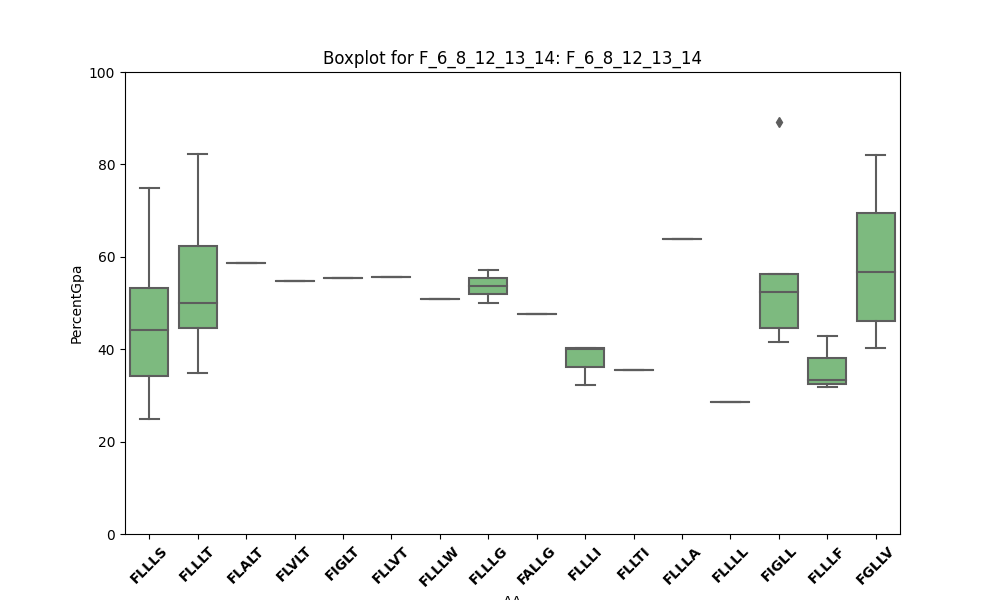 Boxplot for F_6_8_12_13_14: F_6_8_12_13_14
100
80
60
40
20
0
PercentGpa
FLLLS
FLLLT
FLALT
FLVLT
FIGLT
FLLVT
FLLLW
FLLLG
FALLG
FLLLI
FLLTI
FLLLA
FLLLL
FIGLL
FLLLF
FGLLV
AA